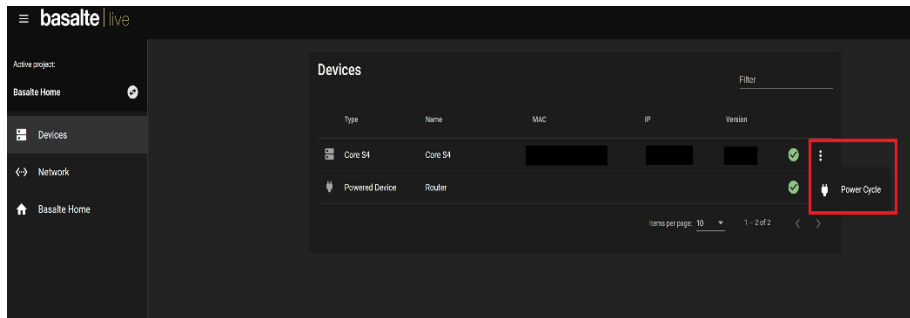 basalte live
Active project:
Basalte Home
Devices
Network
Basalte Home
Devices
Filter
Type Name MAC IP Version
Core S4 Core S4
Powered Device Router
Power Cycle
Items per page: 10 1 – 2 of 2